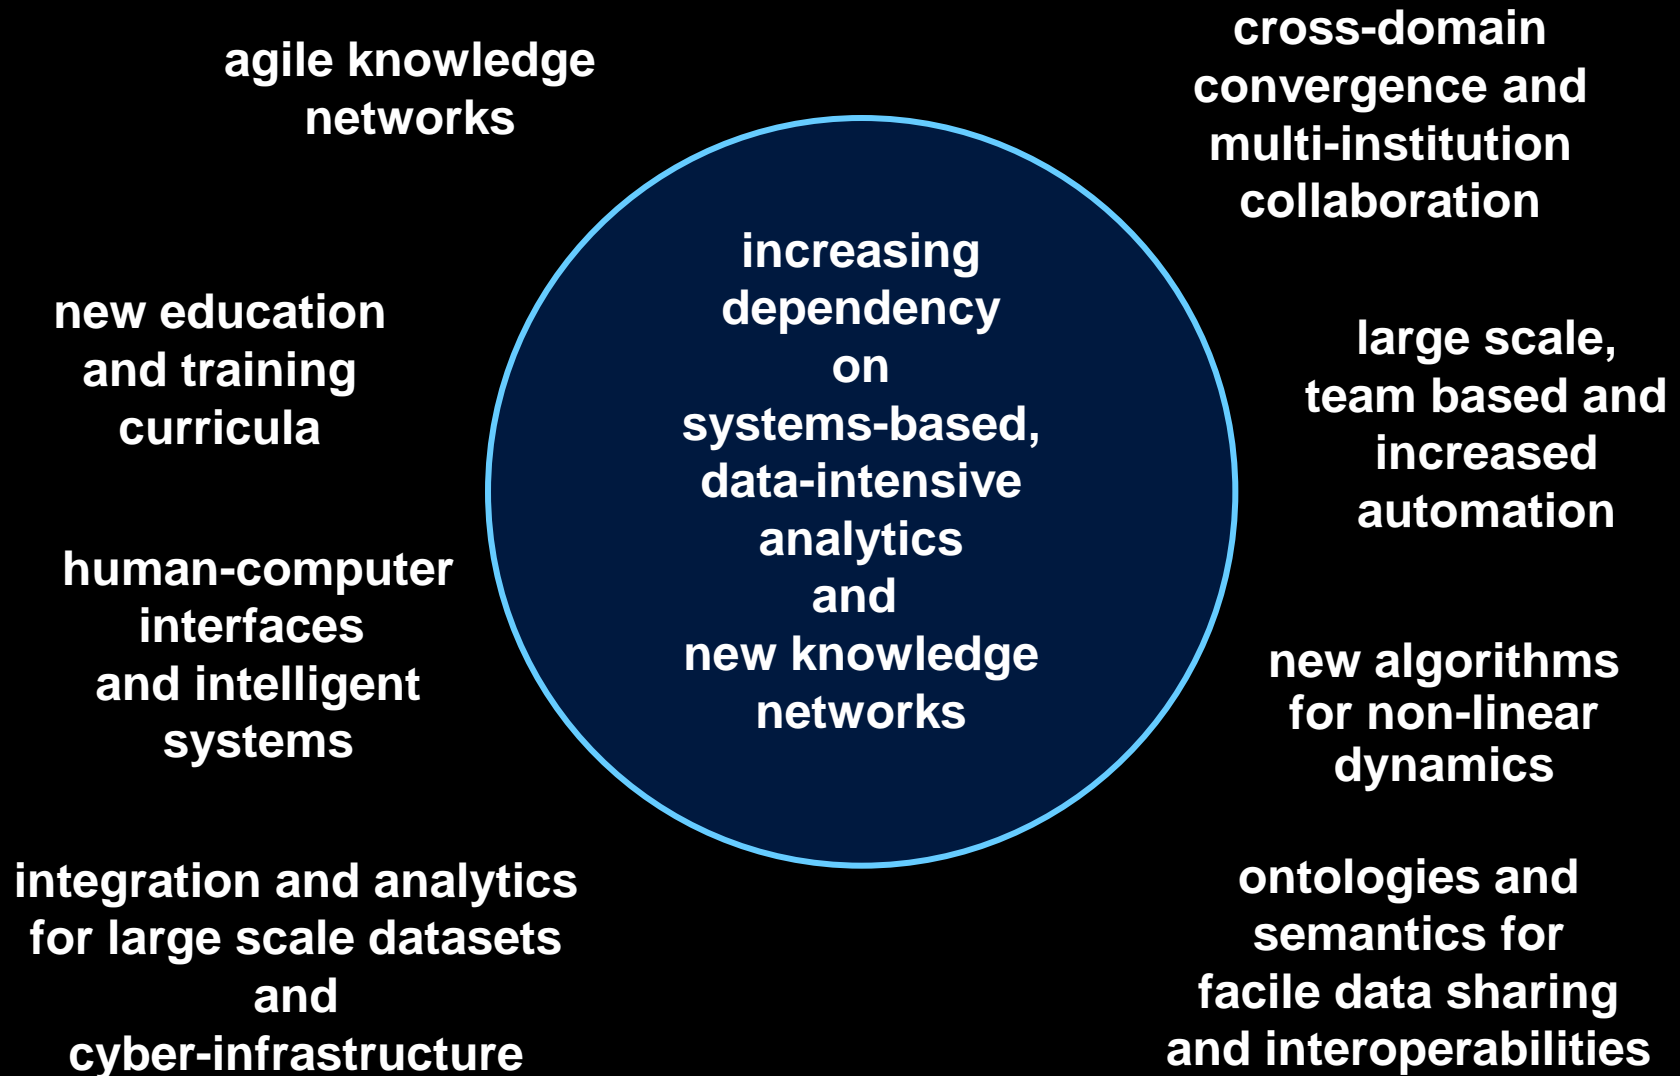 agile knowledge
networks
cross-domain
convergence and
multi-institution
collaboration
increasing
dependency
on
systems-based,
data-intensive
analytics
and
new knowledge
networks
new education
and training
curricula
large scale,
team based and
increased
automation
human-computer
interfaces
and intelligent
systems
new algorithms
for non-linear
dynamics
integration and analytics
for large scale datasets
and
cyber-infrastructure
ontologies and
semantics for
facile data sharing
and interoperabilities